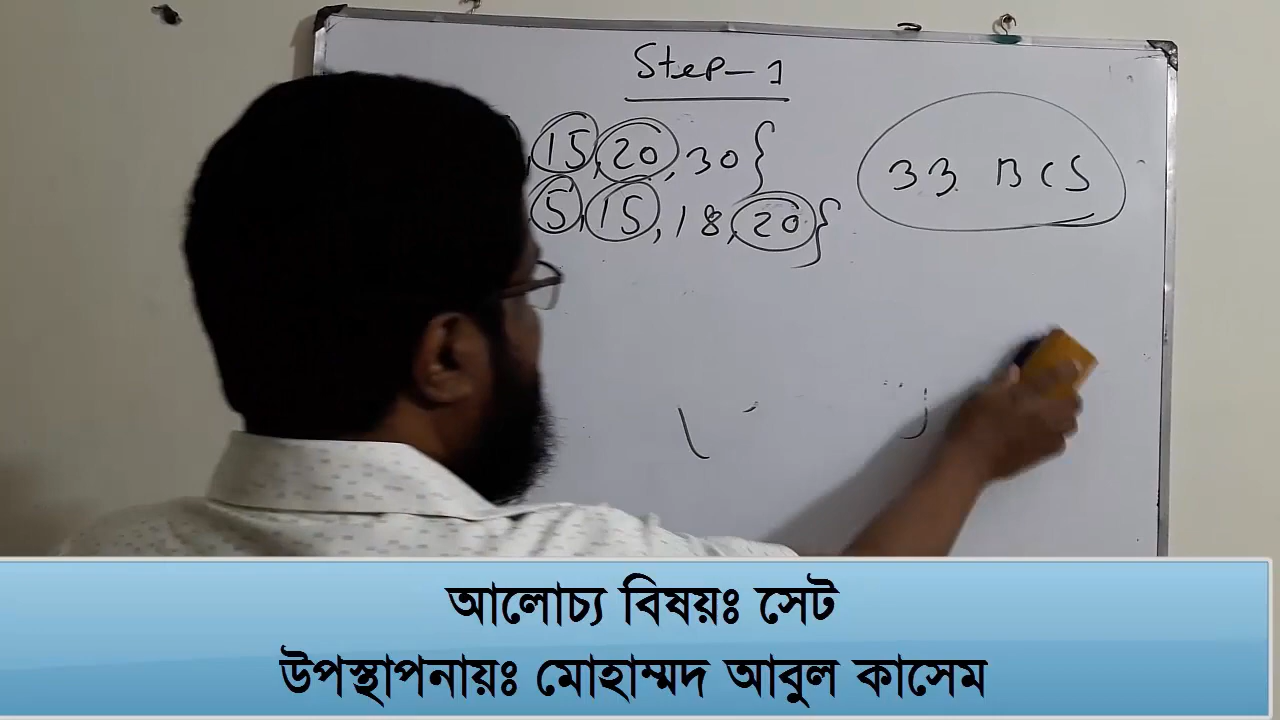 Step-1
,15,20,30}
33 BCS
5,15,18,20}
আলোচ্য বিষয়ঃ সেট
উপস্থাপনায়ঃ মোহাম্মদ আবুল কাসেম